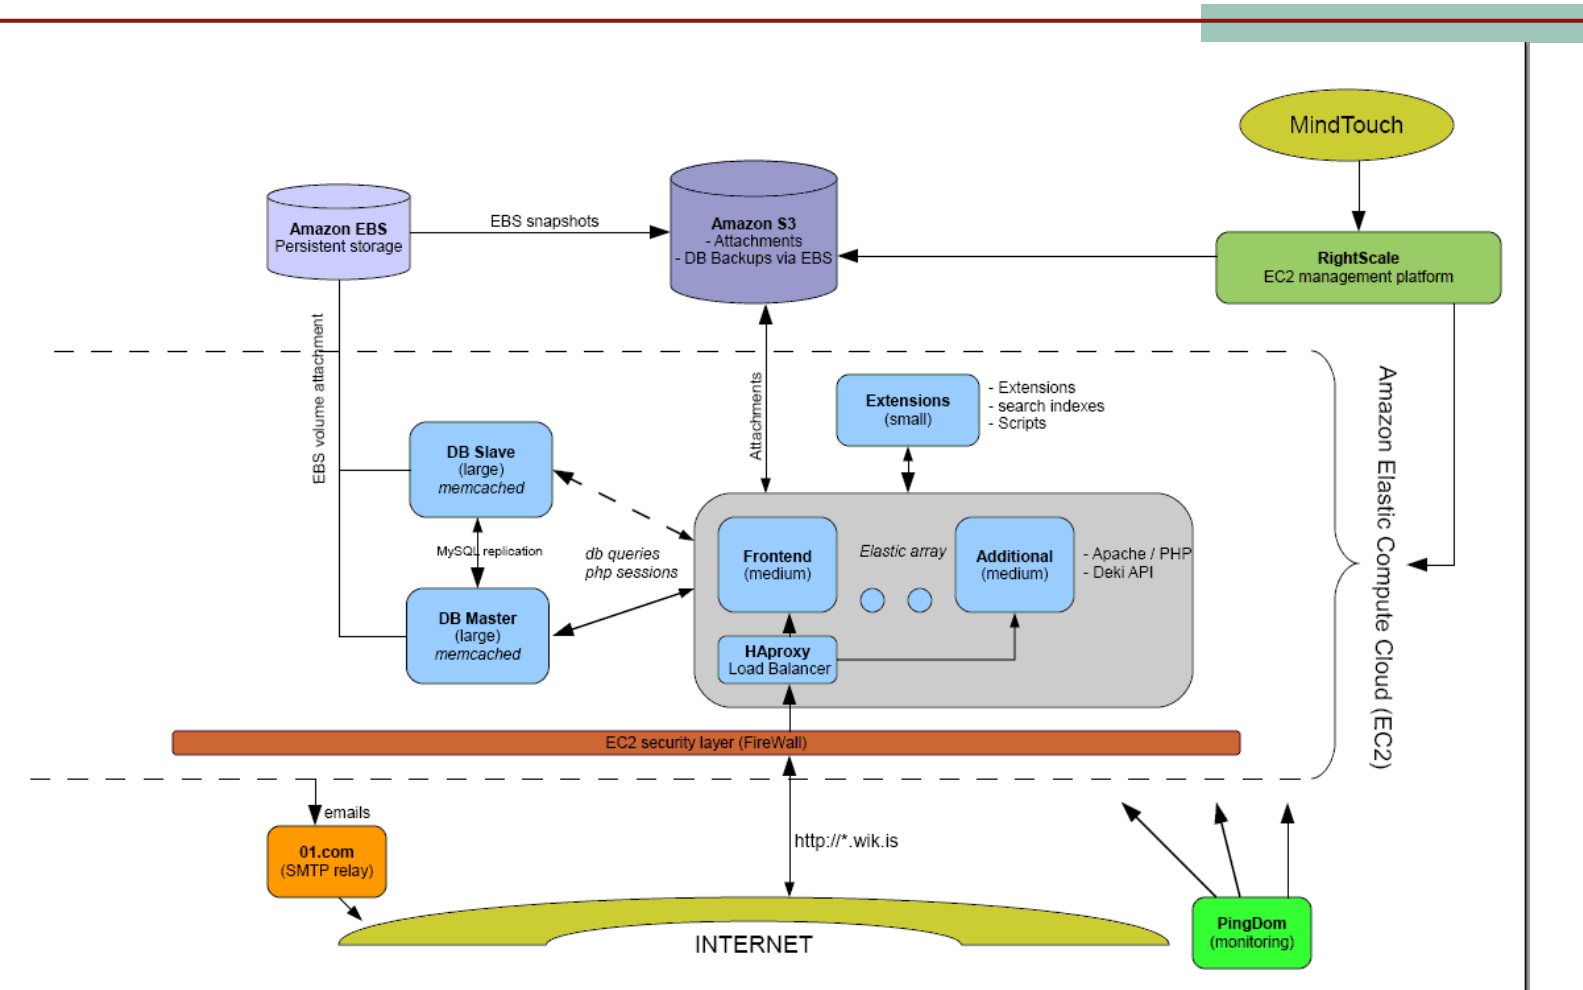 MindTouch
Amazon EBS
Persistent storage
EBS snapshots
Amazon S3
- Attachments
- DB Backups via EBS
RightScale
EC2 management platform
EBS volume attachment
Attachments
Extensions
(small)
- Extensions
- search indexes
- Scripts
Amazon Elastic Compute Cloud (EC2)
DB Slave
(large)
memcached
MySQL replication
db queries
php sessions
DB Master
(large)
memcached
Frontend
(medium)
Elastic array
Additional
(medium)
- Apache / PHP
- Deki API
HAproxy
Load Balancer
EC2 security layer (FireWall)
emails
01.com
(SMTP relay)
http://*.wik.is
INTERNET
PingDom
(monitoring)